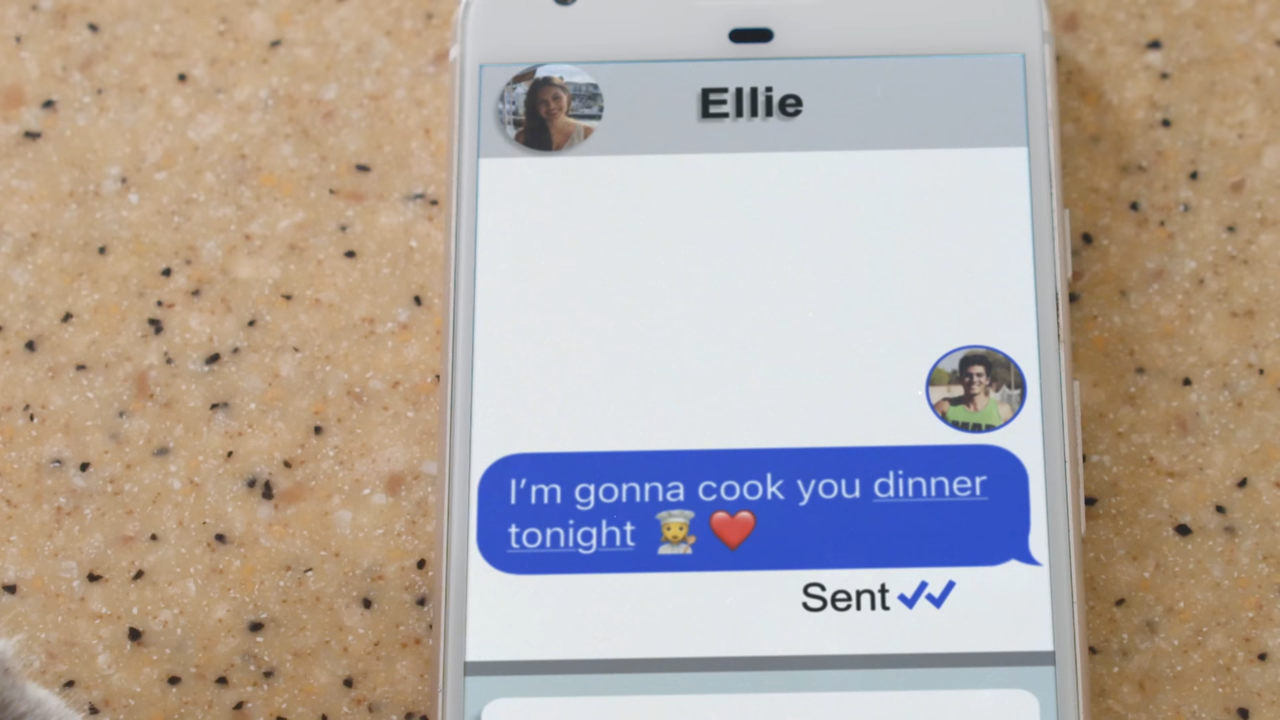 Ellie
I’m gonna cook you dinner
tonight 👩‍🍳 ❤️
Sent